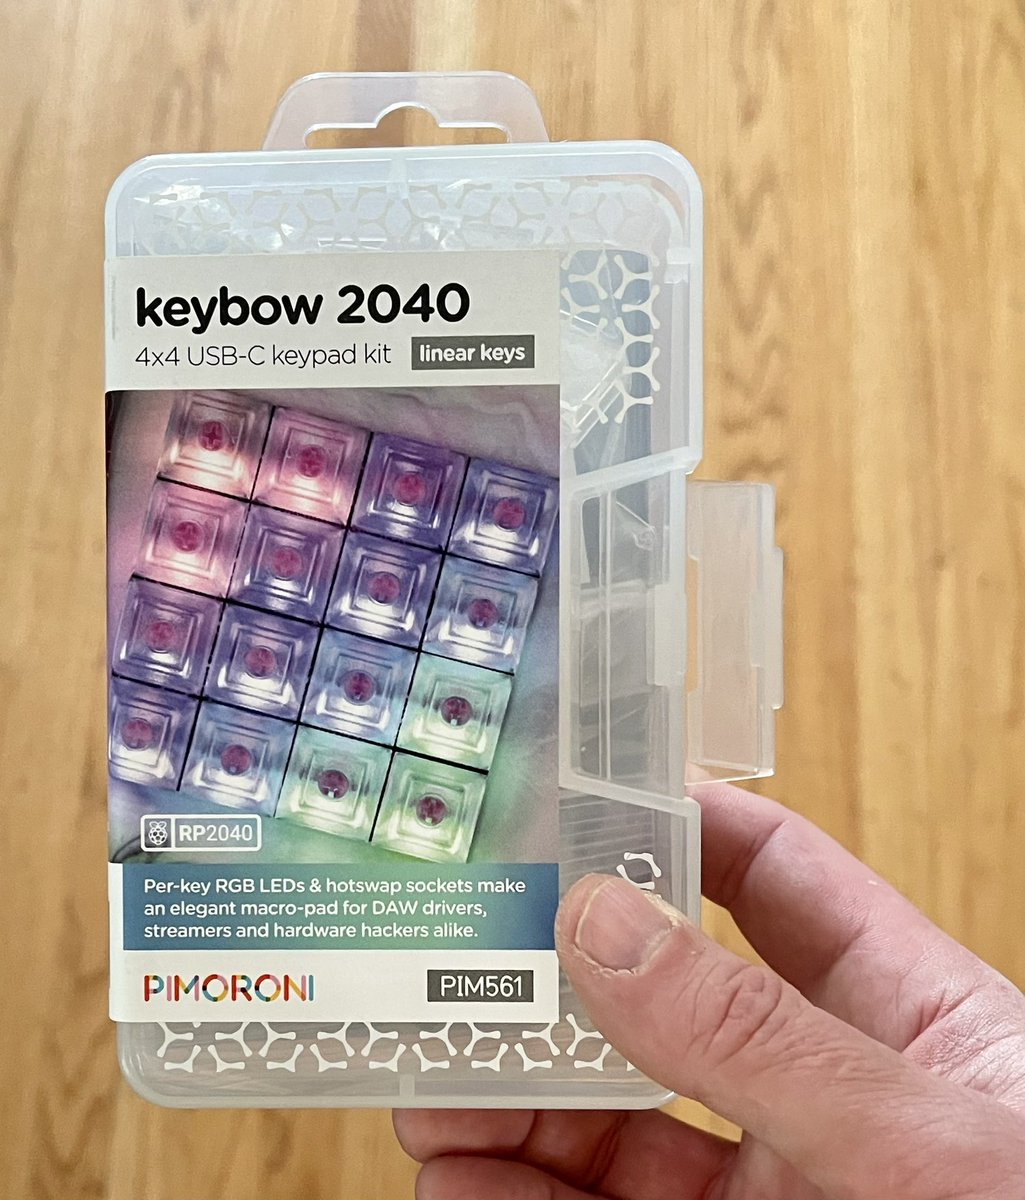 keybow 2040
4x4 USB-C keypad kit linear keys
RP2040
Per-key RGB LEDs & hotswap sockets make
an elegant macro-pad for DAW drivers,
streamers and hardware hackers alike.
PIMORONI PIM561